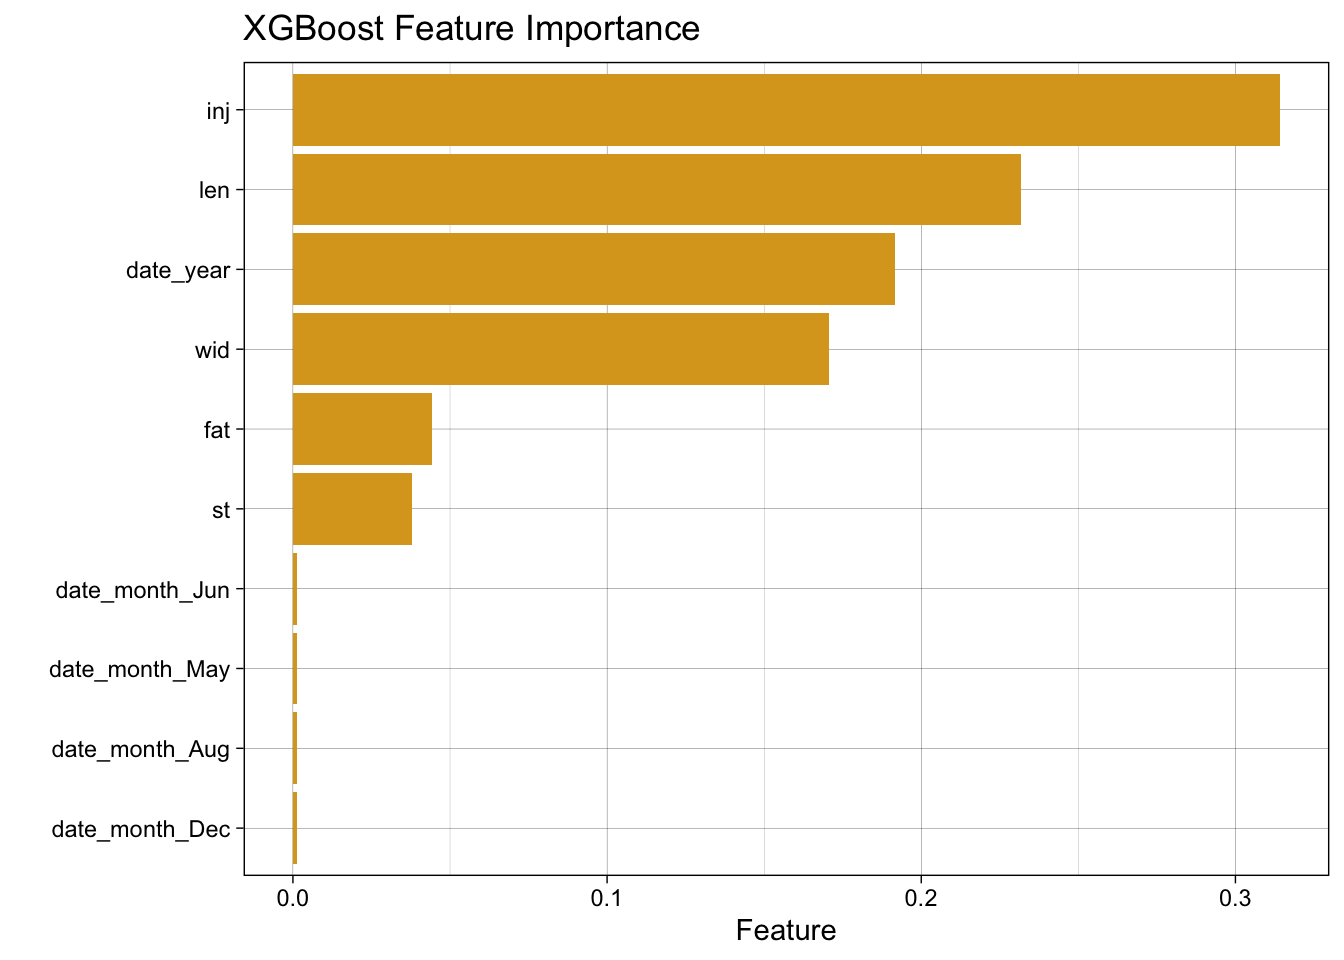 XGBoost Feature Importance
inj
len
date_year
wid
fat
st
date_month_Jun
date_month_May
date_month_Aug
date_month_Dec
0.0 0.1 0.2 0.3
Feature